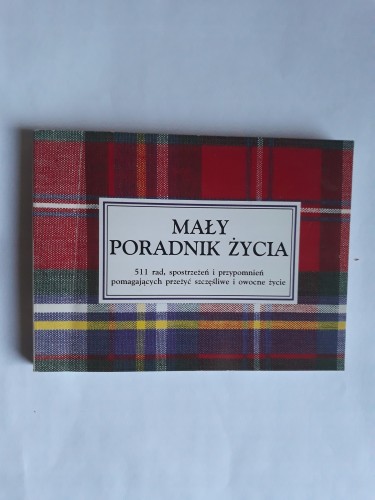 MAŁY
PORADNIK ŻYCIA
511 rad, spostrzeżeń i przypomnień
pomagających przeżyć szczęśliwe i owocne życie